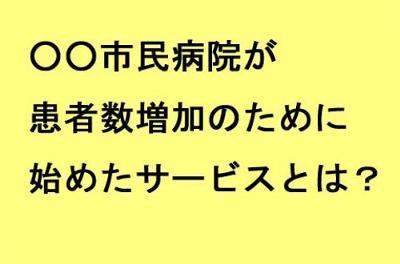 〇〇市民病院が
患者数増加のために
始めたサービスとは？